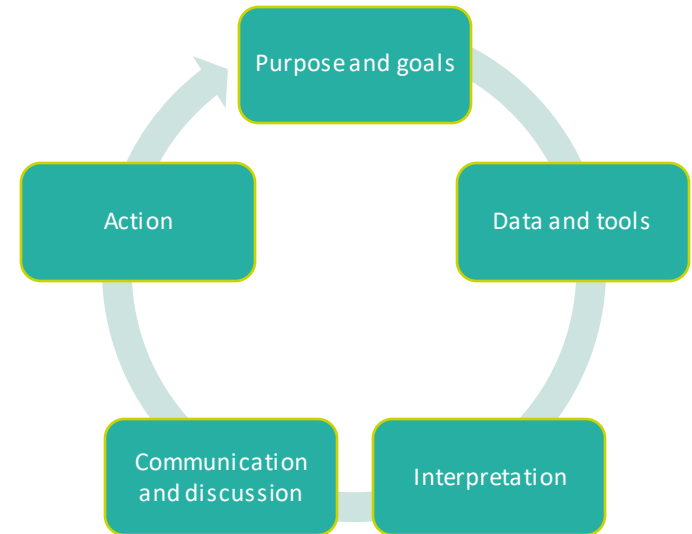 Purpose and goals
Data and tools
Interpretation
Communication
and discussion
Action